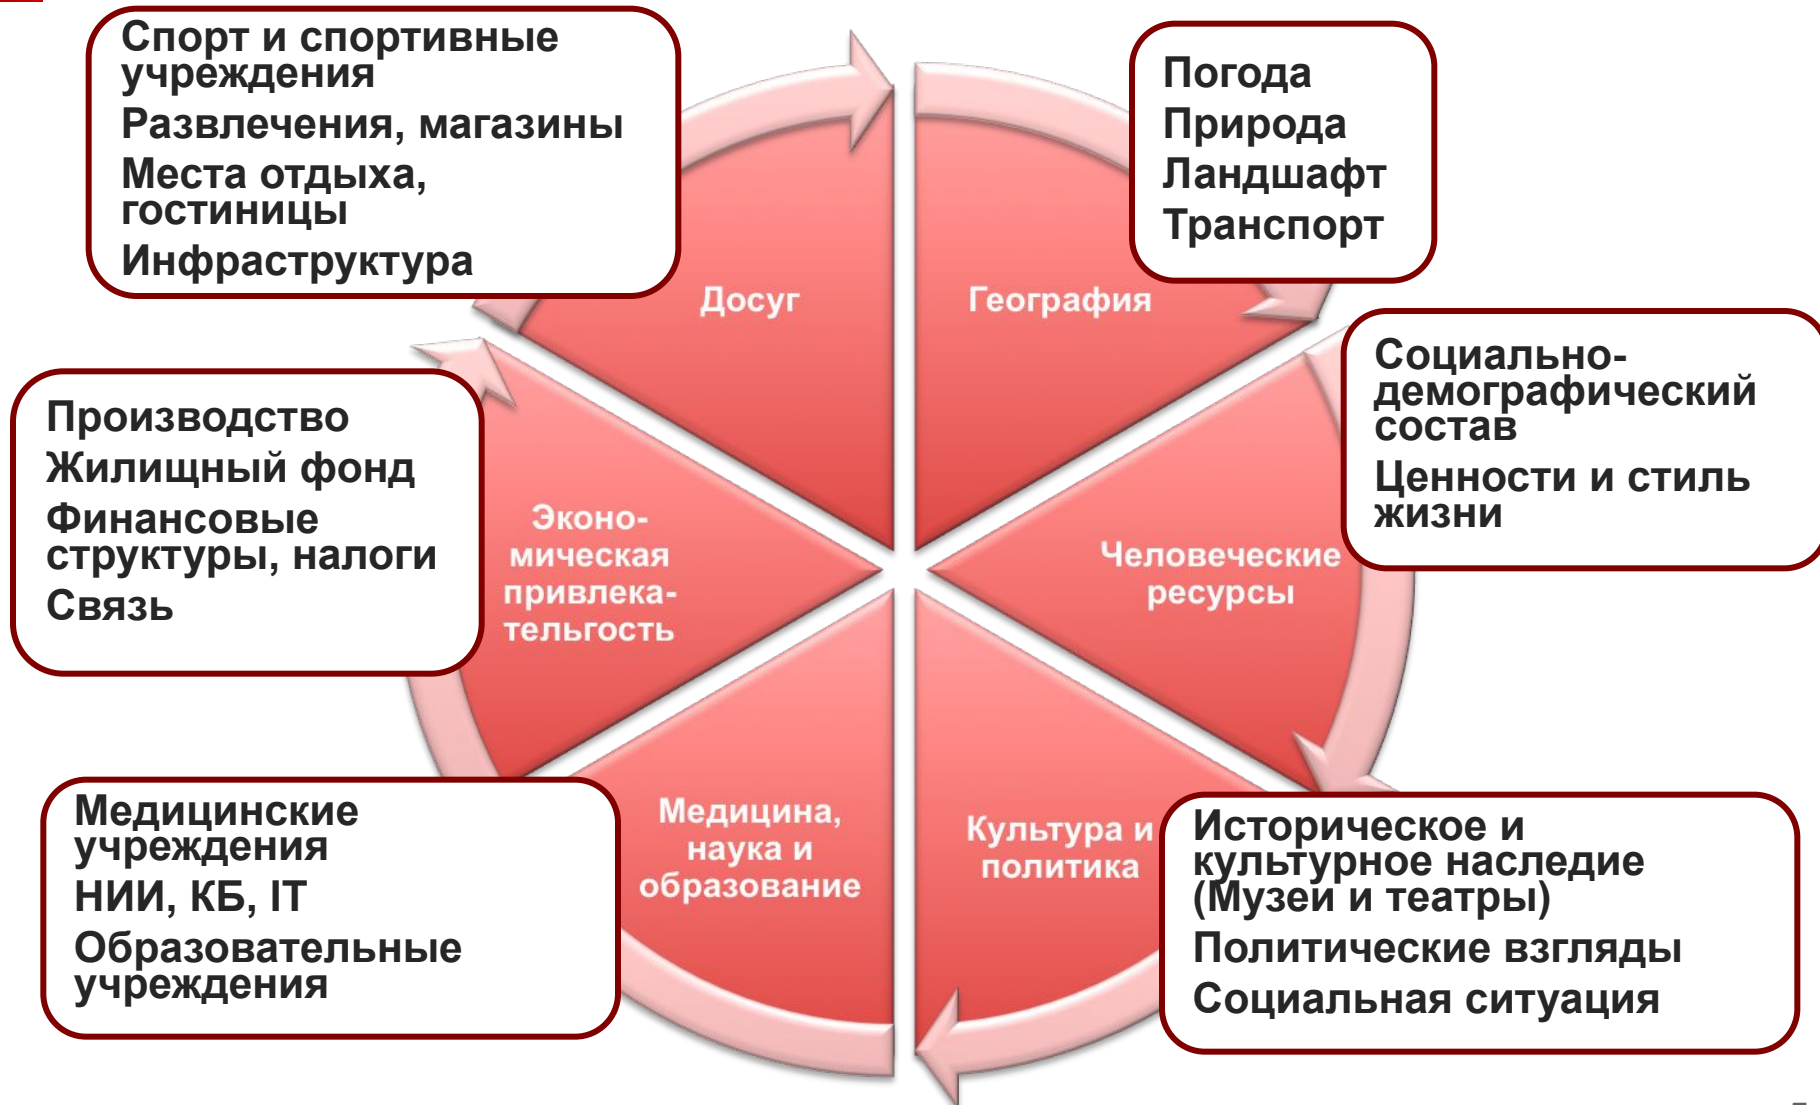 Спорт и спортивные
учреждения
Развлечения, магазины
Места отдыха,
гостиницы
Инфраструктура
Погода
Природа
Ландшафт
Транспорт
Досуг
География
Социально-
демографический
состав
Ценности и стиль
жизни
Производство
Жилищный фонд
Финансовые
структуры, налоги
Связь
Эконо-
мическая
привлека-
тельгость
Человеческие
ресурсы
Медицинские
учреждения
НИИ, КБ, IT
Образовательные
учреждения
Медицина,
наука и
образование
Культура и
политика
Историческое и
культурное наследие
(Музеи и театры)
Политические взгляды
Социальная ситуация